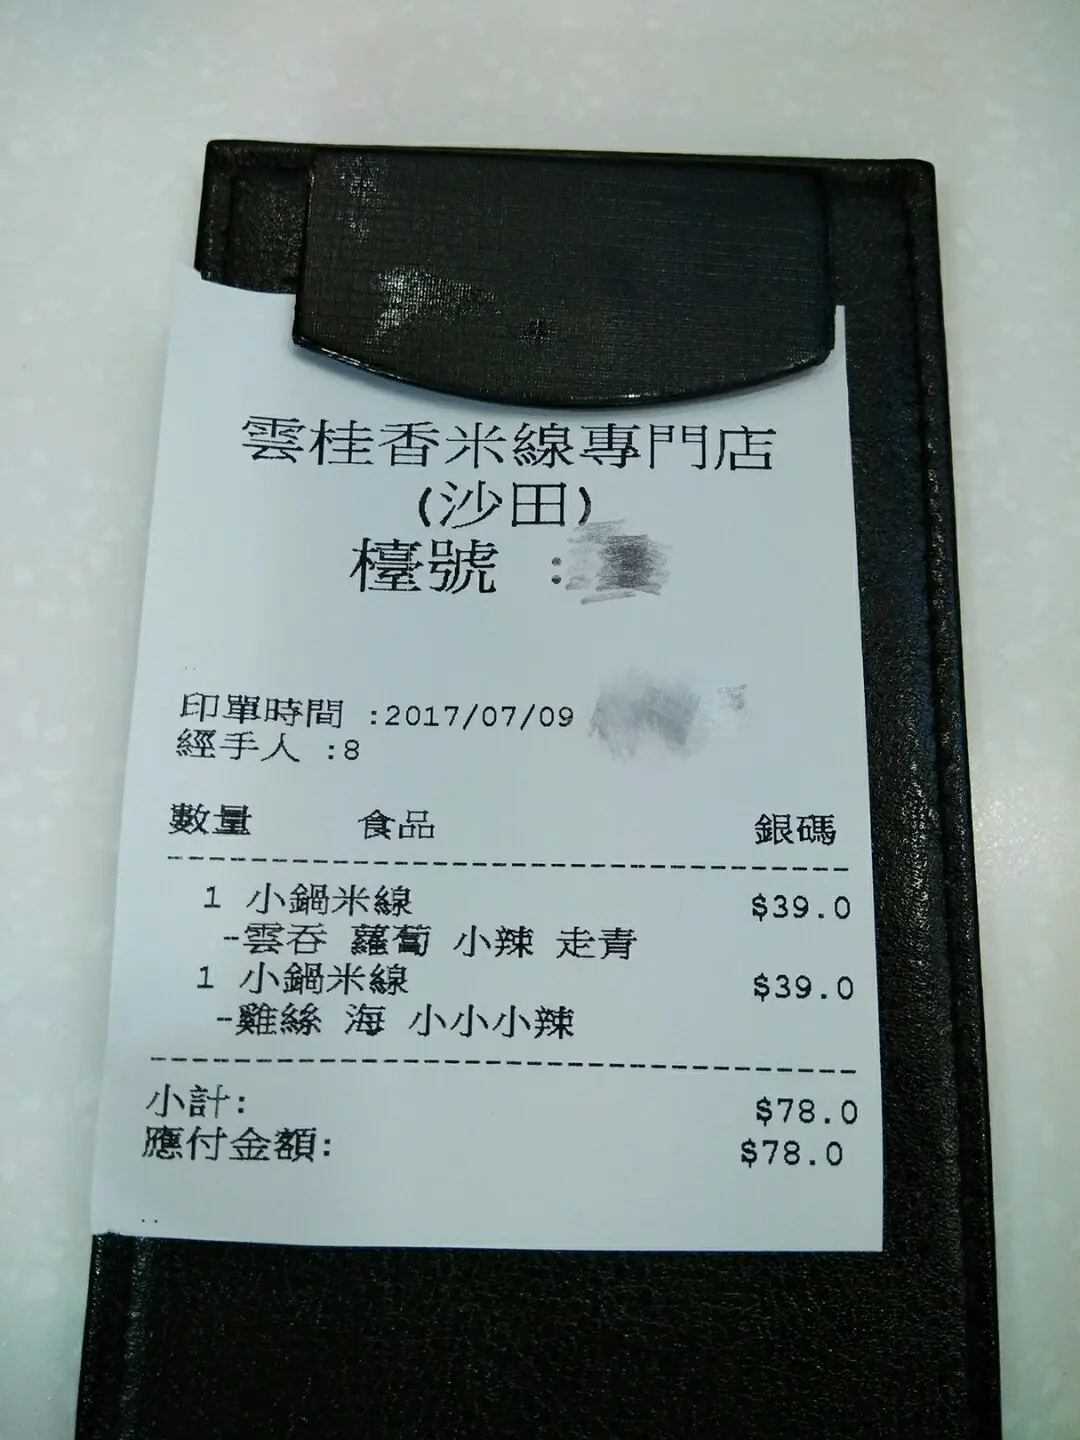 雲桂香米線專門店
(沙田)
檯號 :
印單時間 :2017/07/09
經手人 :8
數量 食品 銀碼
1 小鍋米線 $39.0
-雲吞 蘿蔔 小辣 走青
1 小鍋米線 $39.0
-雞絲 海 小小小辣
小計: $78.0
應付金額: $78.0